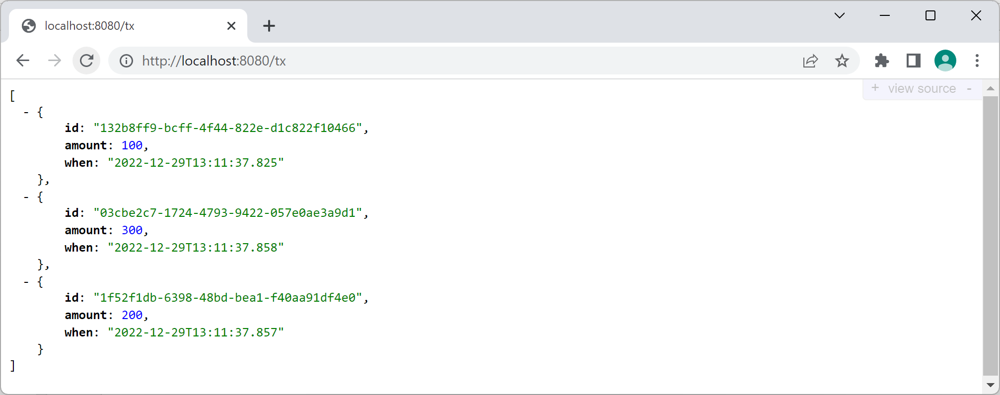 localhost:8080/tx
http://localhost:8080/tx
+ view source -
[
- {
id: "132b8ff9-bcff-4f44-822e-d1c822f10466",
amount: 100,
when: "2022-12-29T13:11:37.825"
},
- {
id: "03cbe2c7-1724-4793-9422-057e0ae3a9d1",
amount: 300,
when: "2022-12-29T13:11:37.858"
},
- {
id: "1f52f1db-6398-48bd-bea1-f40aa91df4e0",
amount: 200,
when: "2022-12-29T13:11:37.857"
}
]